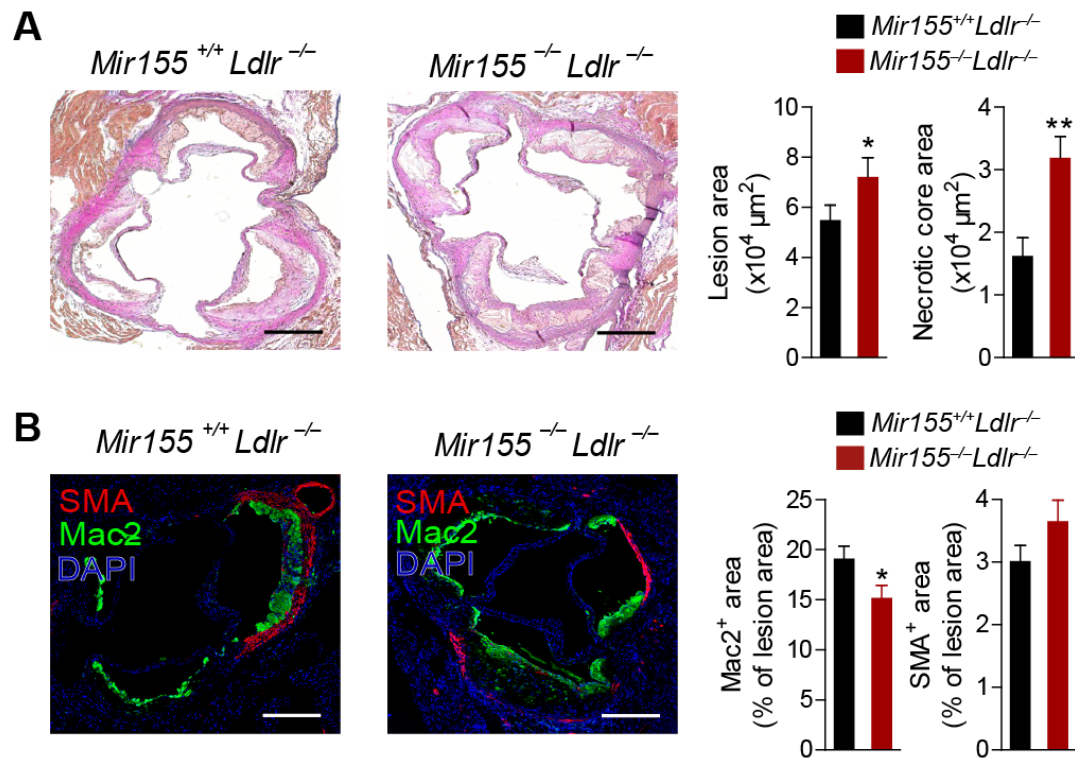 A
Mir155 +/+ Ldlr –/–
Mir155 –/– Ldlr –/–
Mir155+/+Ldlr–/–
Mir155–/–Ldlr–/–
Lesion area
(x10⁴ µm²)
10
8
6
4
2
0
*
Necrotic core area
(x10⁴ µm²)
4
3
2
1
0
**
B
Mir155 +/+ Ldlr –/–
Mir155 –/– Ldlr –/–
SMA
Mac2
DAPI
SMA
Mac2
DAPI
Mir155+/+Ldlr–/–
Mir155–/–Ldlr–/–
Mac2⁺ area
(% of lesion area)
25
20
15
10
5
0
*
SMA⁺ area
(% of lesion area)
4
3
2
1
0